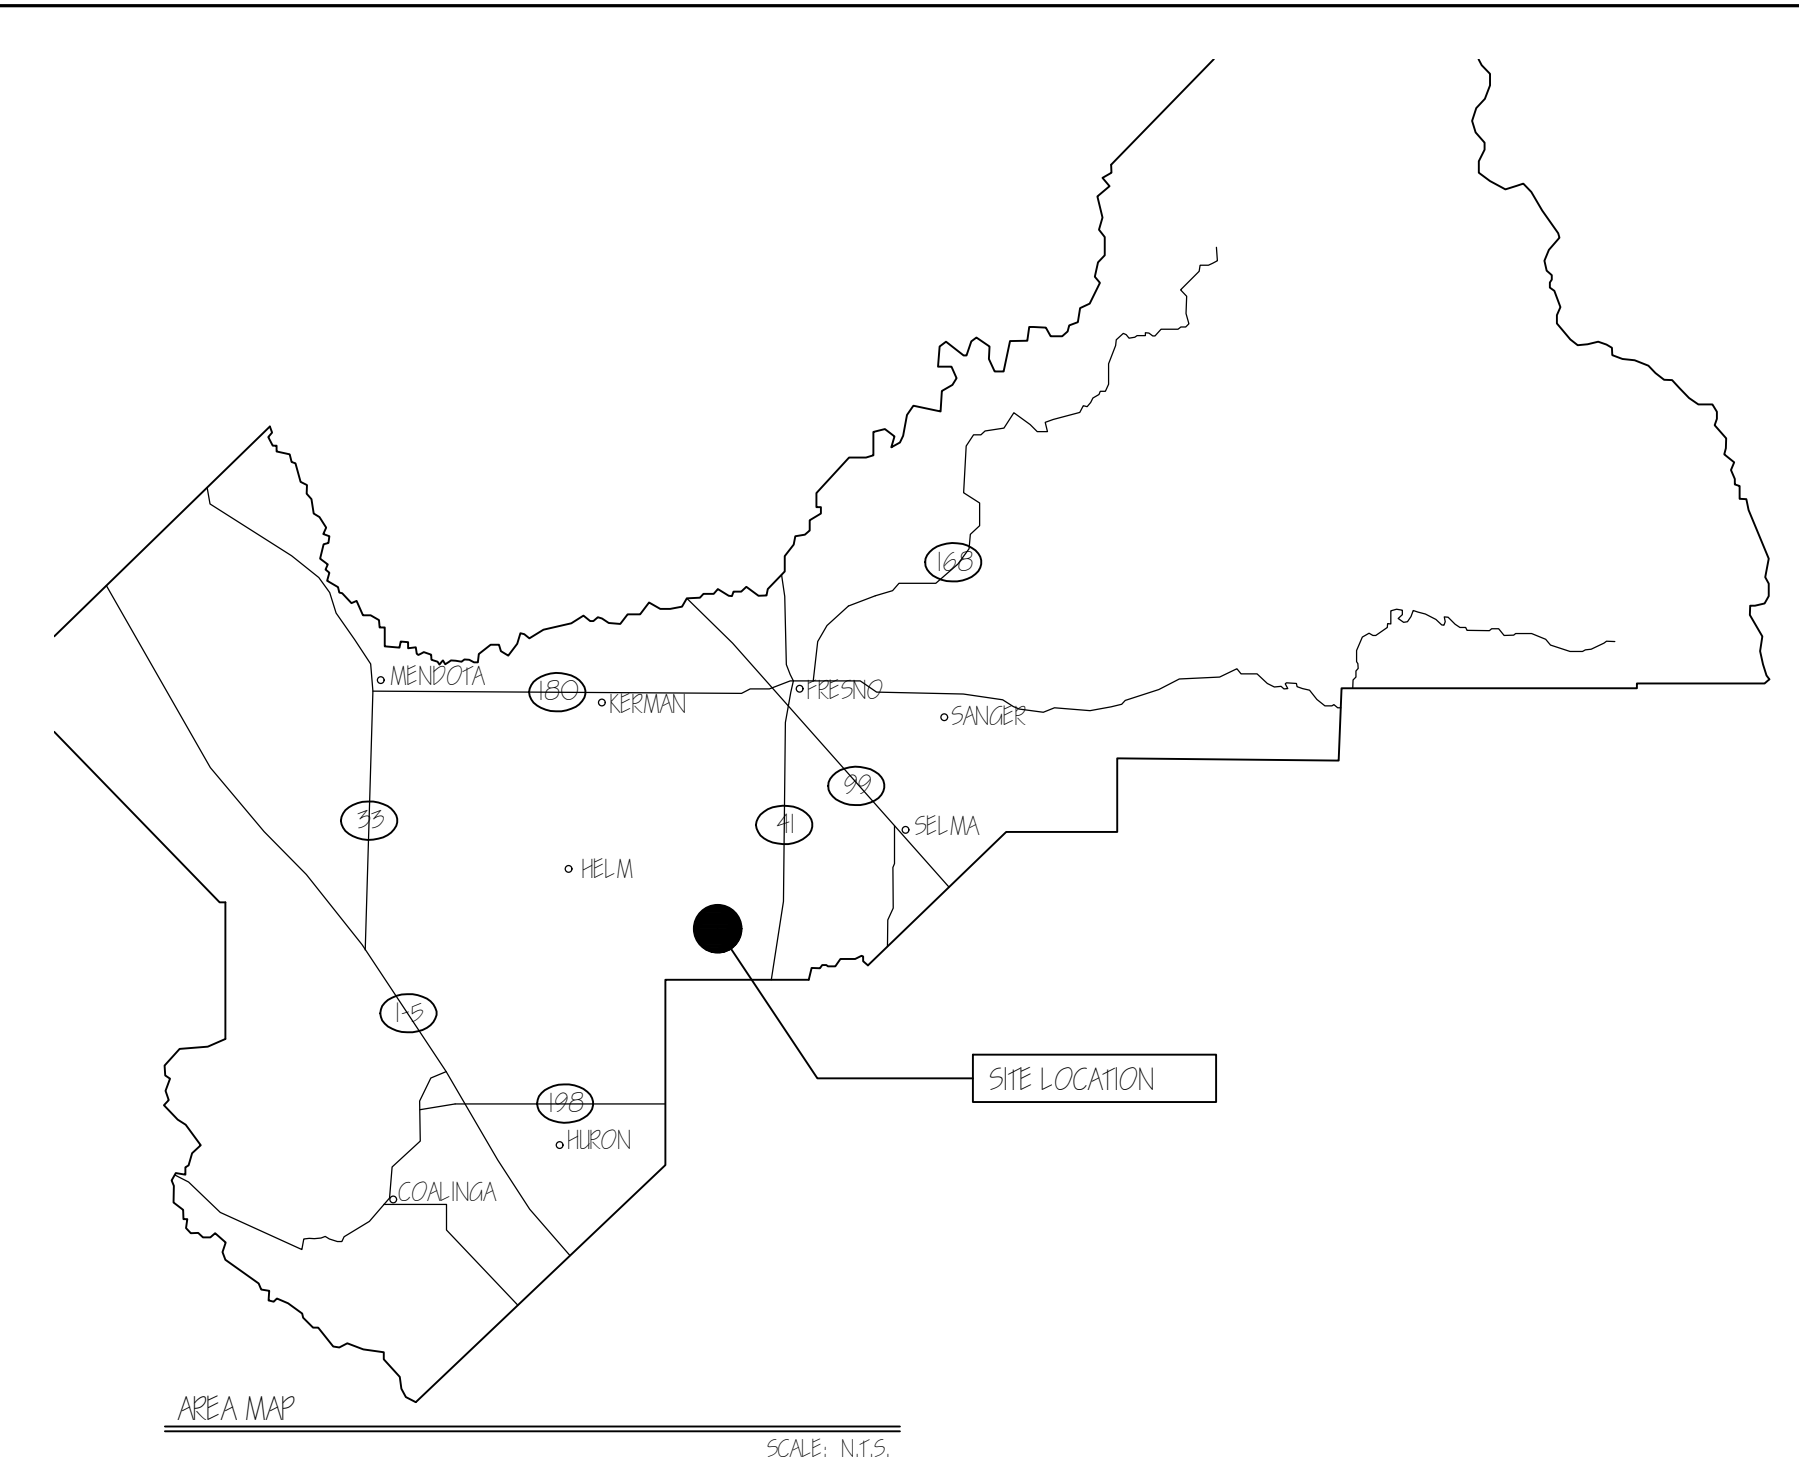 168
MENDOTA
180
KERMAN
FRESNO
SANGER
99
33
41
SELMA
HELM
I-5
SITE LOCATION
198
HURON
COALINGA
AREA MAP
SCALE: N.T.S.